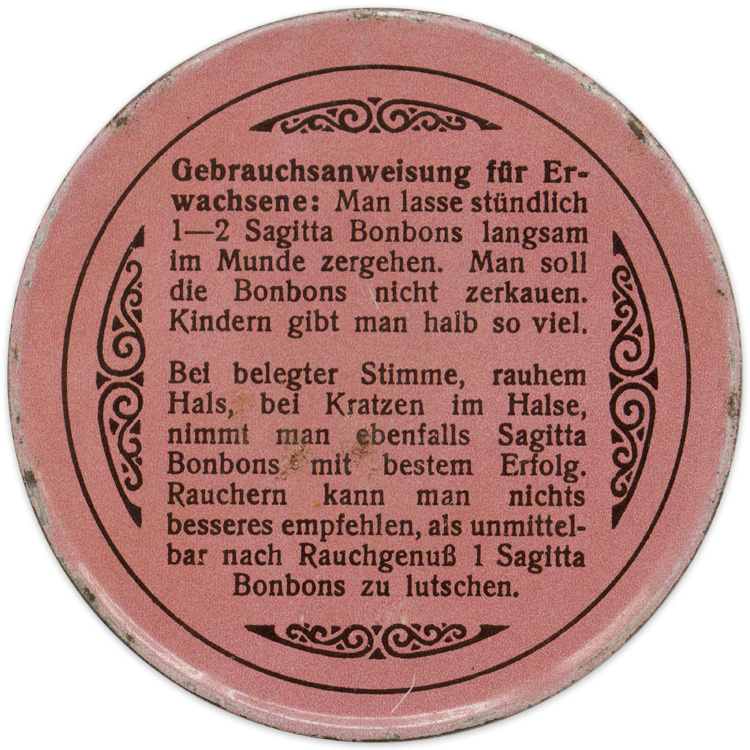 Gebrauchsanweisung für Er-
wachsene: Man lasse stündlich
1—2 Sagitta Bonbons langsam
im Munde zergehen. Man soll
die Bonbons nicht zerkauen.
Kindern gibt man halb so viel.
Bei belegter Stimme, rauhem
Hals, bei Kratzen im Halse,
nimmt man ebenfalls Sagitta
Bonbons mit bestem Erfolg.
Rauchern kann man nichts
besseres empfehlen, als unmittel-
bar nach Rauchgenuß 1 Sagitta
Bonbons zu lutschen.